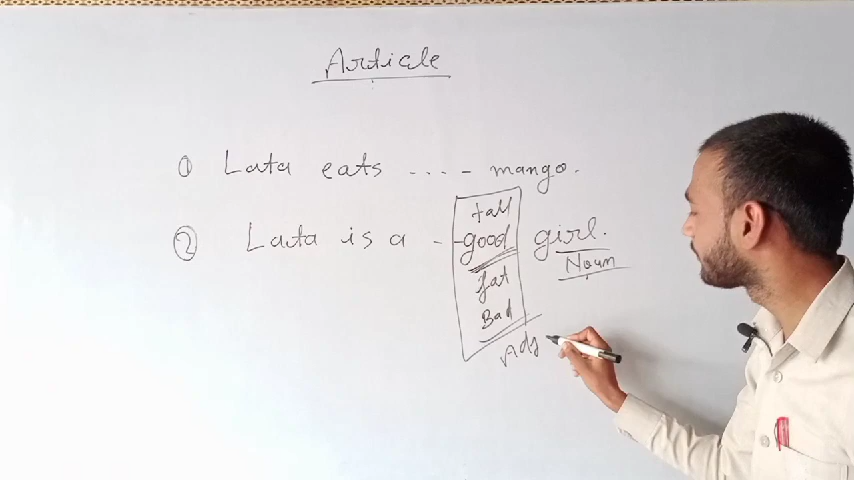 Article
① Lata eats .... - mango.
tall
② Lata is a - -good girl.
Noun
fat
Bad
Adj